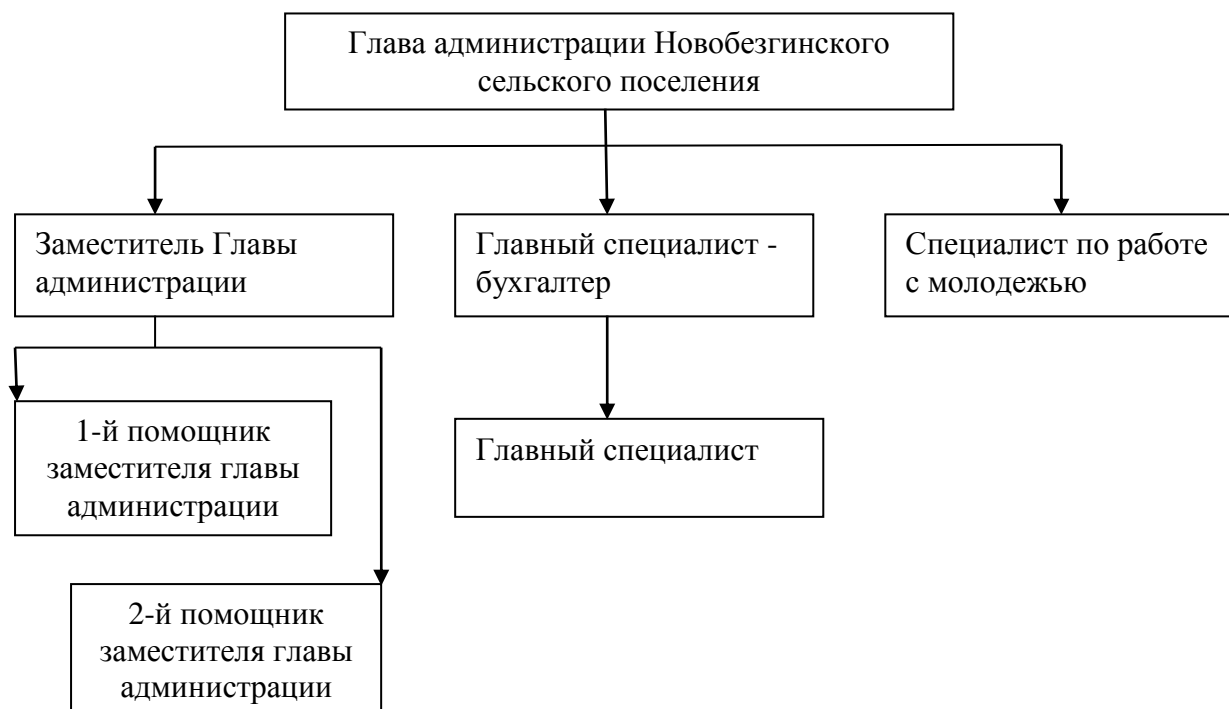 Глава администрации Новобезгинского
сельского поселения
Заместитель Главы
администрации
Главный специалист -
бухгалтер
Специалист по работе
с молодежью
1-й помощник
заместителя главы
администрации
Главный специалист
2-й помощник
заместителя главы
администрации